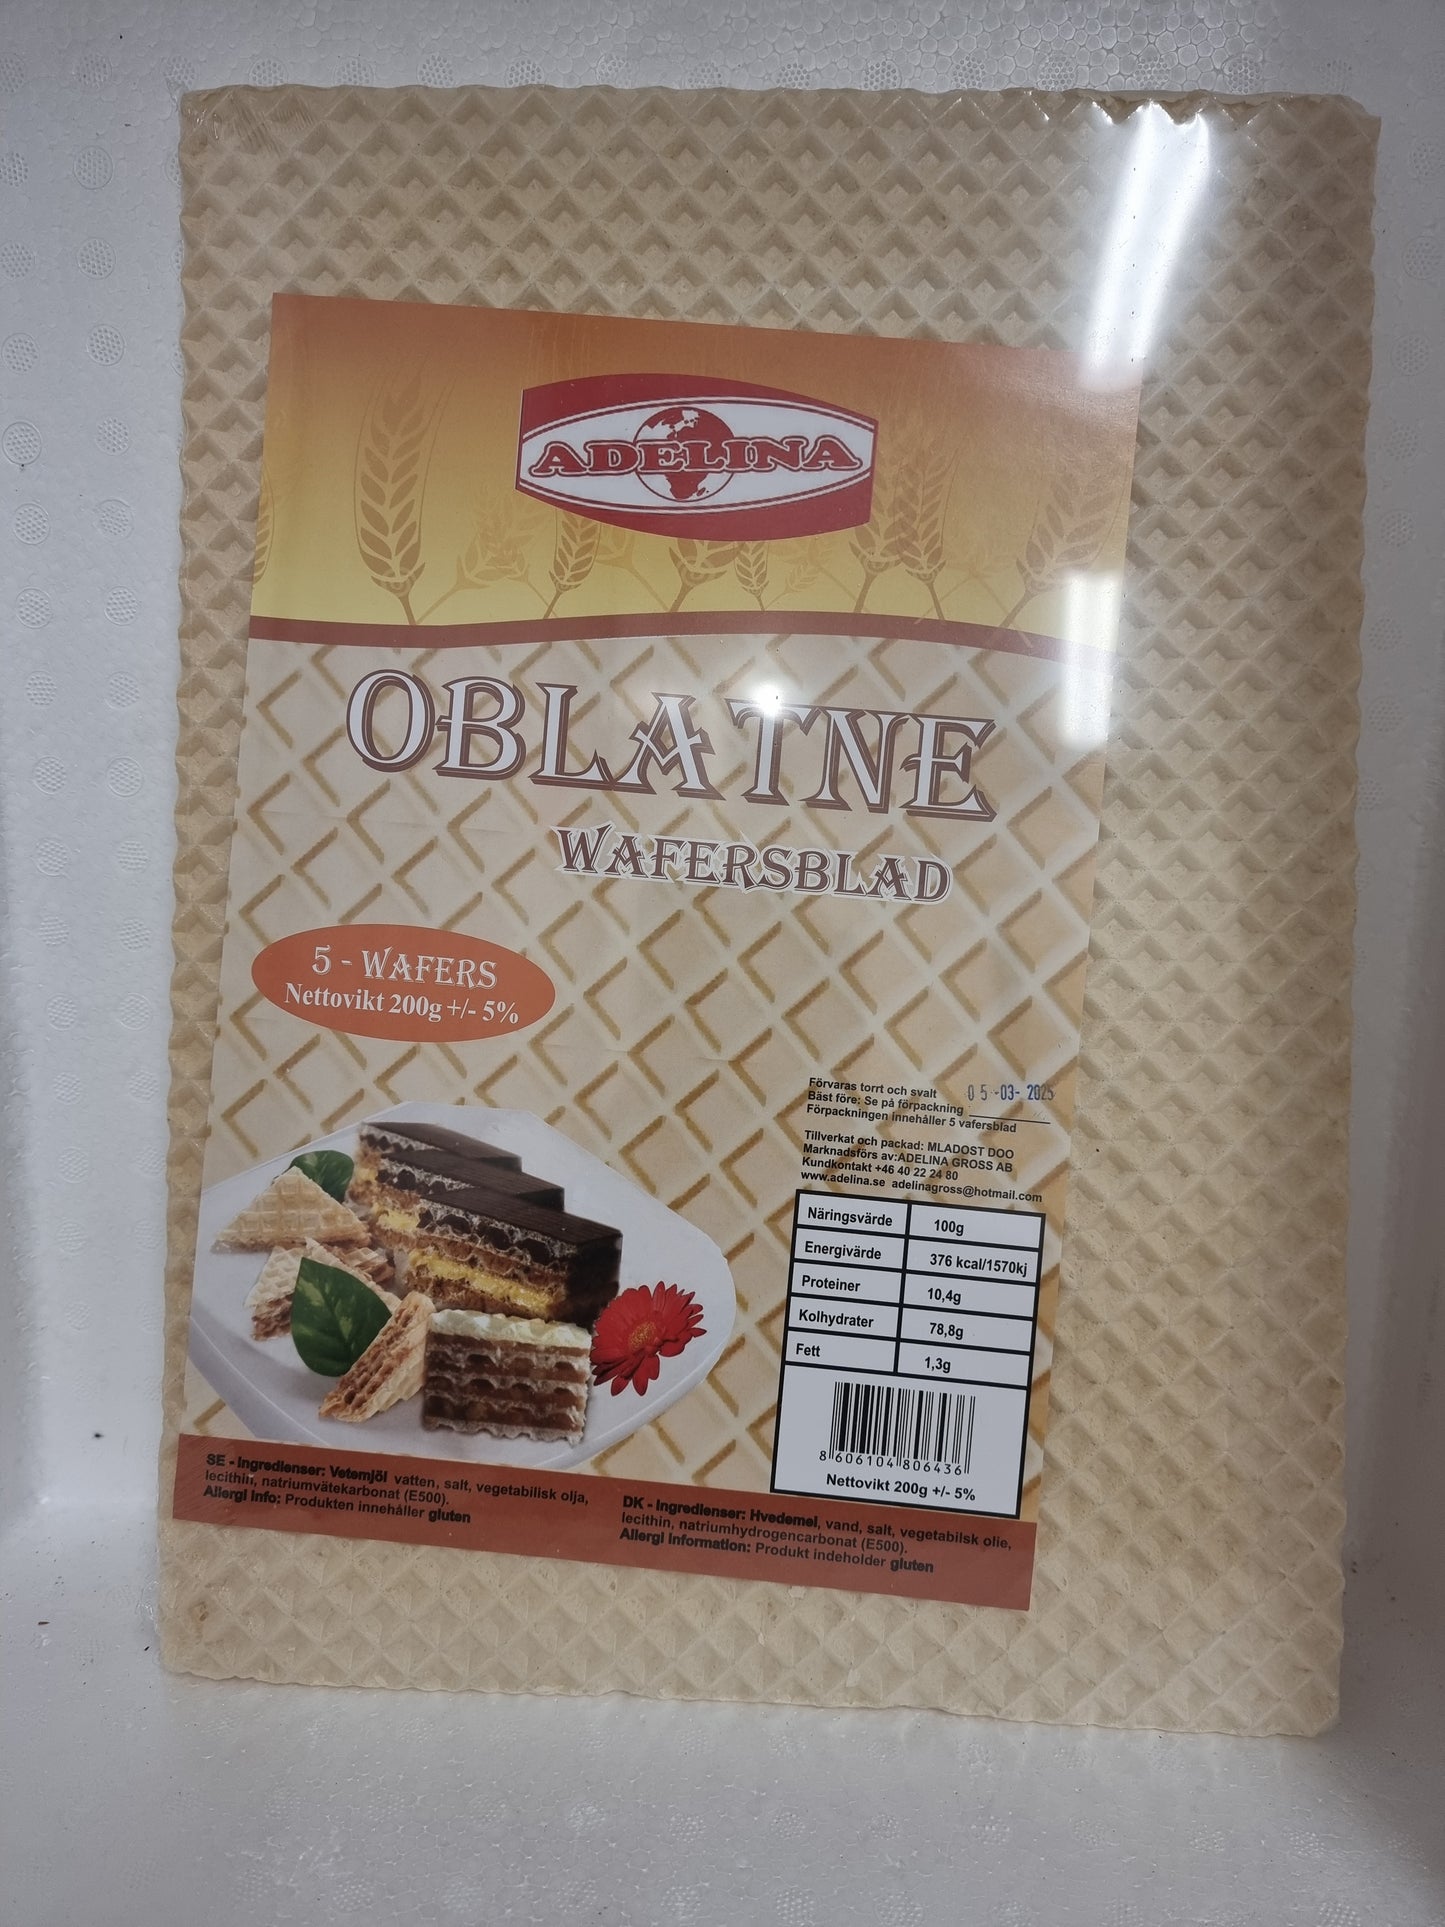 ADELINA
OBLATNE
WAFERSBLAD
5 - WAFERS
Nettovikt 200g +/- 5%
Förvaras torrt och svalt
Bäst före: Se på förpackning 05-03-2025
Förpackningen innehåller 5 vafersblad
Tillverkat och packad: MLADOST DOO
Marknadsförs av:ADELINA GROSS AB
Kundkontakt +46 40 22 24 80
www.adelina.se adelinagross@hotmail.com
Näringsvärde 100g
Energivärde 376 kcal/1570kj
Proteiner 10,4g
Kolhydrater 78,8g
Fett 1,3g
8 606104 806436
Nettovikt 200g +/- 5%
SE - Ingredienser: Vetemjöl vatten, salt, vegetabilisk olja,
lecithin, natriumvätekarbonat (E500).
Allergi Info: Produkten innehåller gluten
DK - Ingredienser: Hvedemel, vand, salt, vegetabilsk olie,
lecithin, natriumhydrogencarbonat (E500).
Allergi Information: Produkt indeholder gluten